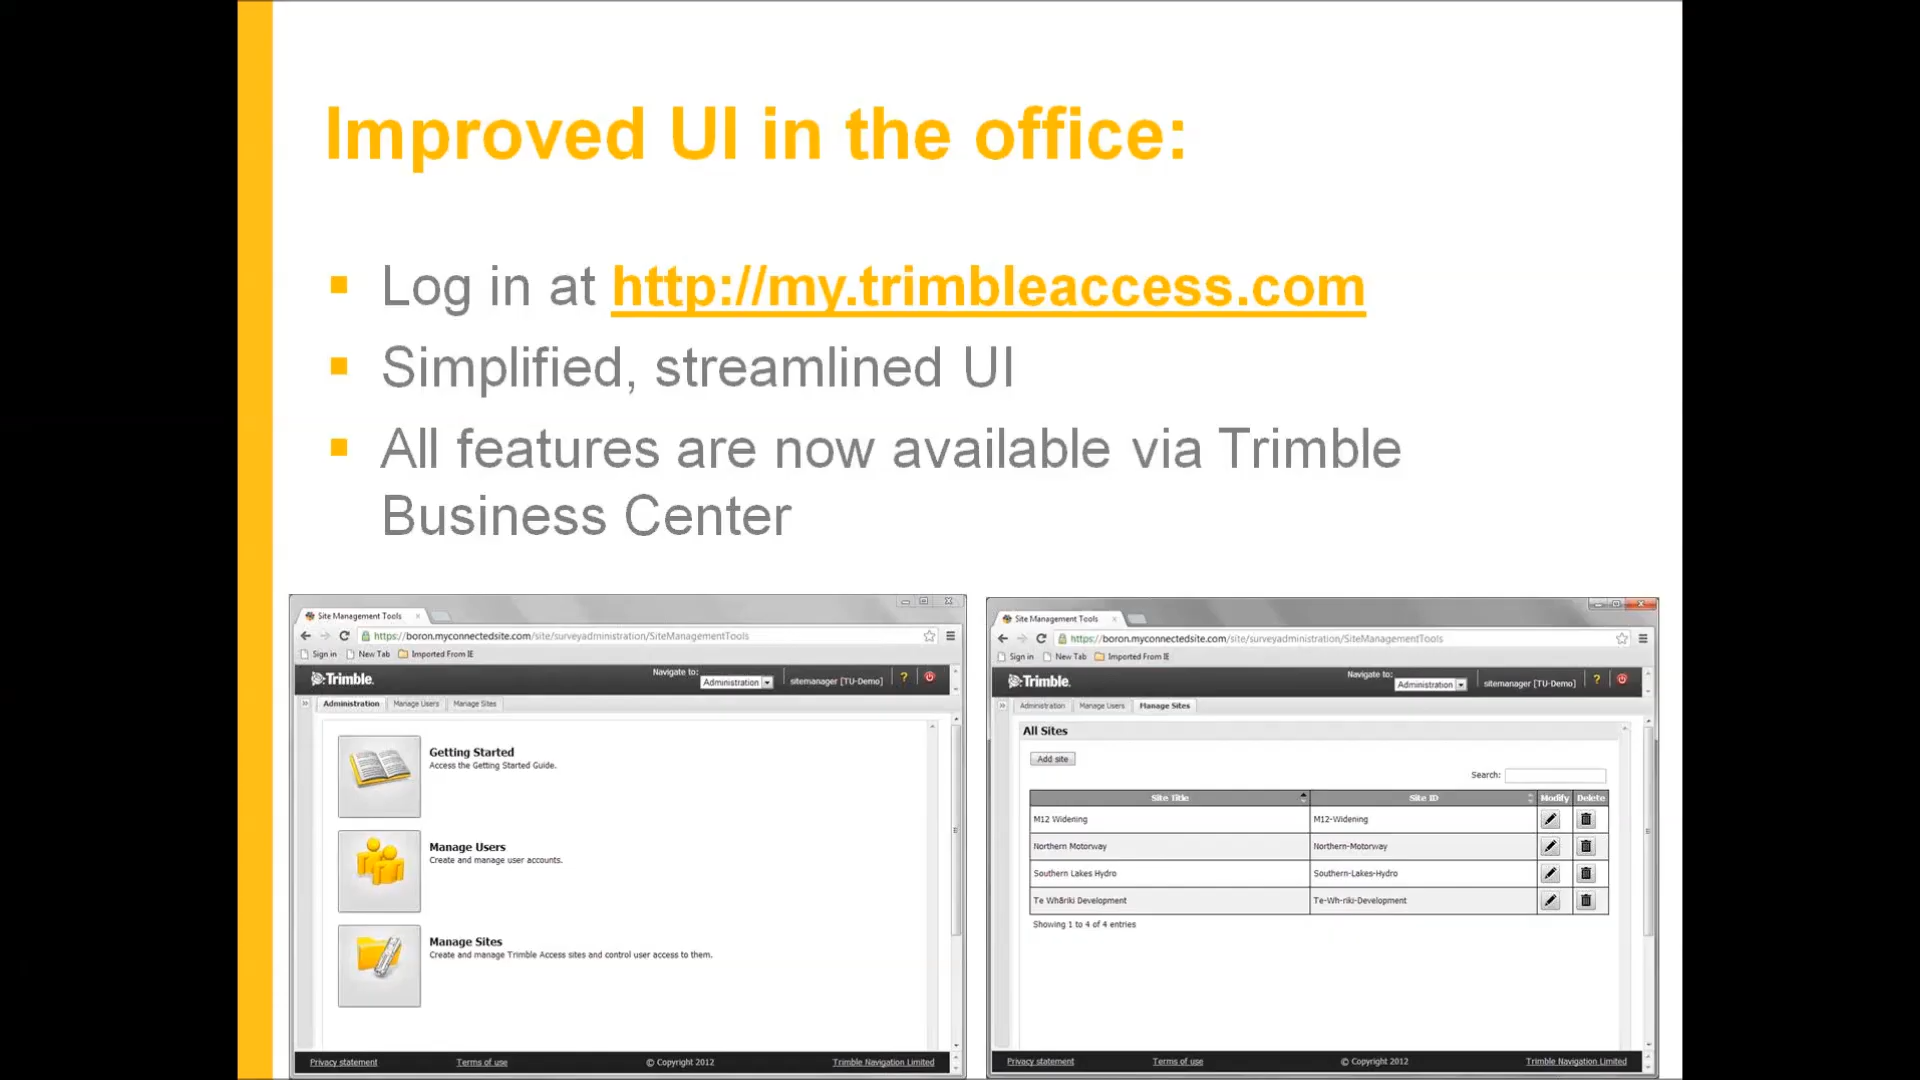 Improved UI in the office:
Log in at http://my.trimbleaccess.com
Simplified, streamlined UI
All features are now available via Trimble
Business Center
Site Management Tools
https://boron.myconnectedsite.com/site/surveyadministration/SiteManagementTools
Sign in New Tab Imported From IE
Trimble. Navigate to: Administration sitemanager [TU-Demo] ?
Administration Manage Users Manage Sites
Getting Started
Access the Getting Started Guide.
Manage Users
Create and manage user accounts.
Manage Sites
Create and manage Trimble Access sites and control user access to them.
Privacy statement Terms of use © Copyright 2012 Trimble Navigation Limited
Site Management Tools
https://boron.myconnectedsite.com/site/surveyadministration/SiteManagementTools
Sign in New Tab Imported From IE
Trimble. Navigate to: Administration sitemanager [TU-Demo] ?
Administration Manage Users Manage Sites
All Sites
Add site
Search:
Site Title Site ID Modify Delete
M12 Widening M12-Widening
Northern Motorway Northern-Motorway
Southern Lakes Hydro Southern-Lakes-Hydro
Te Whāriki Development Te-Wh-riki-Development
Showing 1 to 4 of 4 entries
Privacy statement Terms of use © Copyright 2012 Trimble Navigation Limited